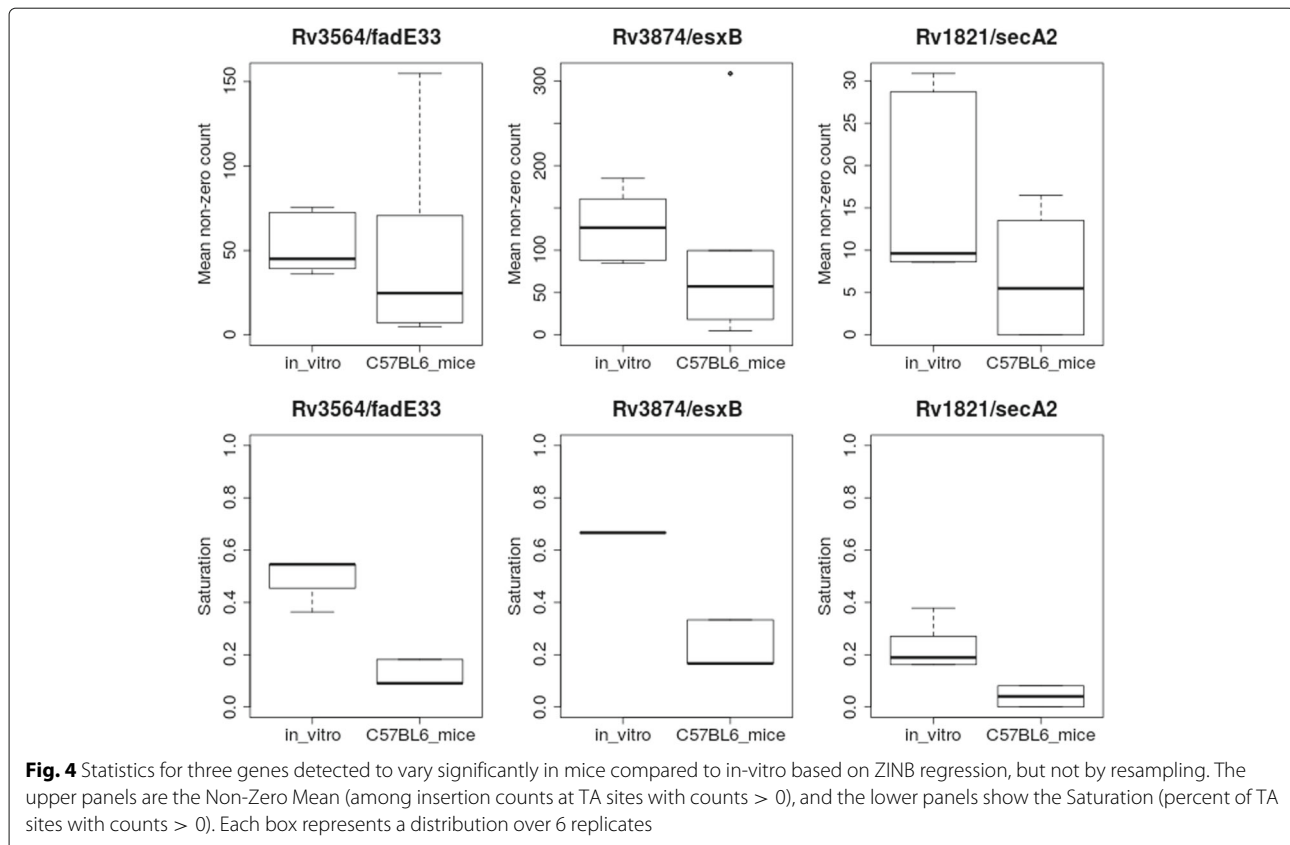 Rv3564/fadE33
Rv3874/esxB
Rv1821/secA2
Mean non-zero count
0
50
100
150
in_vitro
C57BL6_mice
Mean non-zero count
0
50
100
200
300
in_vitro
C57BL6_mice
Mean non-zero count
0
5
10
15
20
25
30
in_vitro
C57BL6_mice
Rv3564/fadE33
Rv3874/esxB
Rv1821/secA2
Saturation
0.0
0.2
0.4
0.6
0.8
1.0
in_vitro
C57BL6_mice
Saturation
0.0
0.2
0.4
0.6
0.8
1.0
in_vitro
C57BL6_mice
Saturation
0.0
0.2
0.4
0.6
0.8
1.0
in_vitro
C57BL6_mice
Fig. 4 Statistics for three genes detected to vary significantly in mice compared to in-vitro based on ZINB regression, but not by resampling. The
upper panels are the Non-Zero Mean (among insertion counts at TA sites with counts > 0), and the lower panels show the Saturation (percent of TA
sites with counts > 0). Each box represents a distribution over 6 replicates